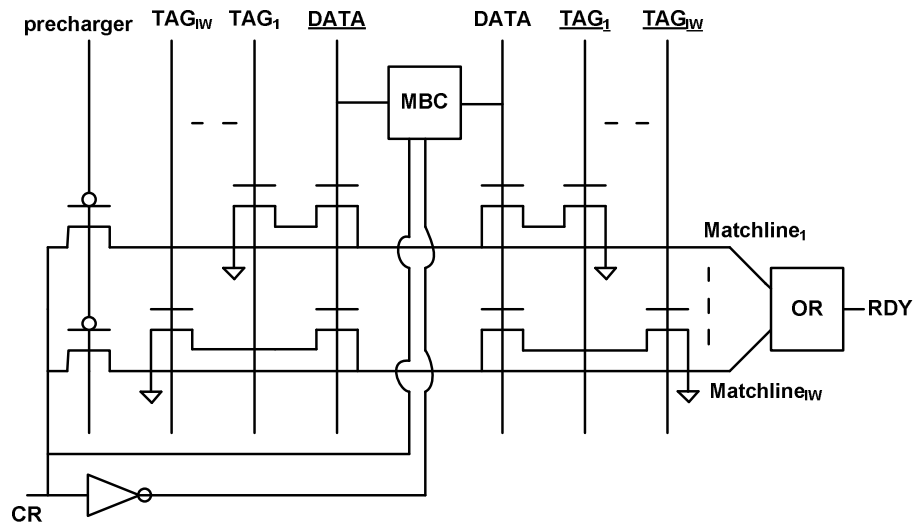 precharger TAGIW TAG1 DATA DATA TAG1 TAGIW
MBC
Matchline1
OR
RDY
MatchlineIW
CR